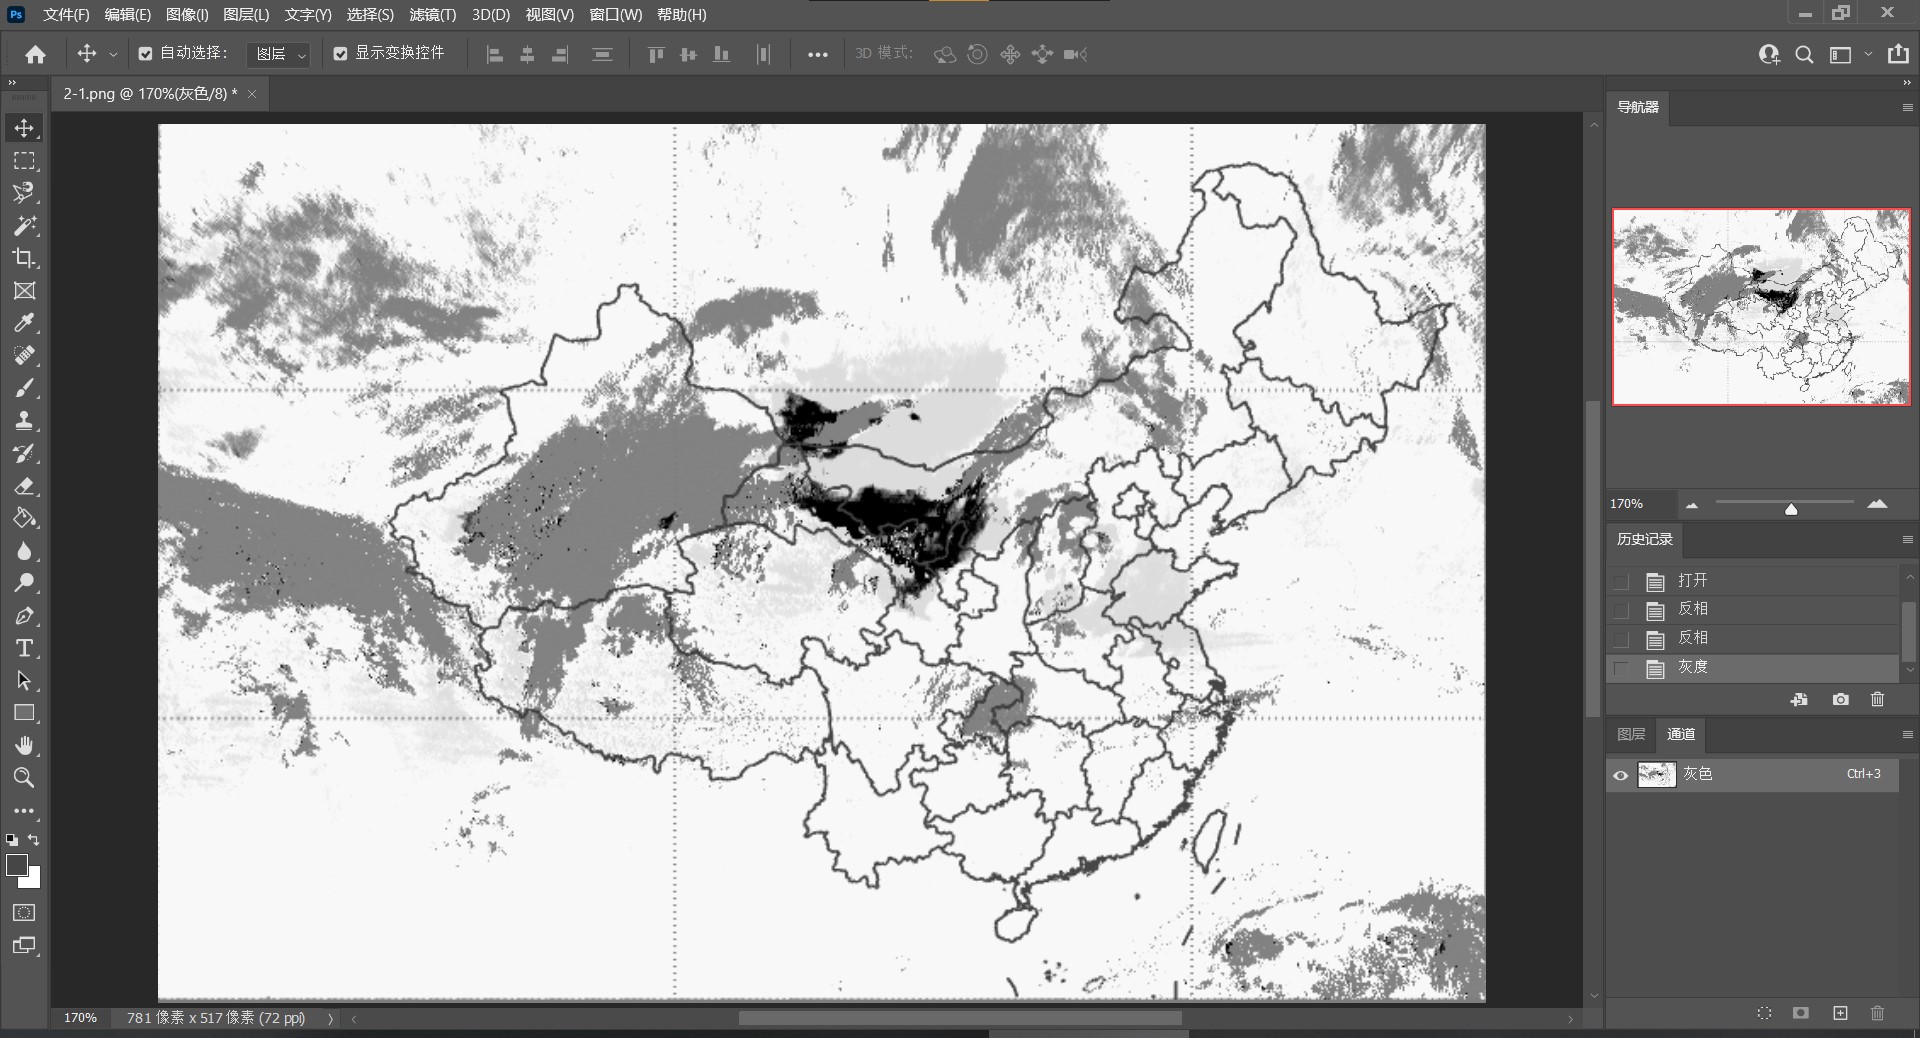 Ps 文件(F) 编辑(E) 图像(I) 图层(L) 文字(Y) 选择(S) 滤镜(T) 3D(D) 视图(V) 窗口(W) 帮助(H)
自动选择： 图层 显示变换控件 3D 模式：
2-1.png @ 170%(灰色/8) *
导航器
170%
历史记录
打开
反相
反相
灰度
图层 通道
灰色 Ctrl+3
170% 781 像素 x 517 像素 (72 ppi)